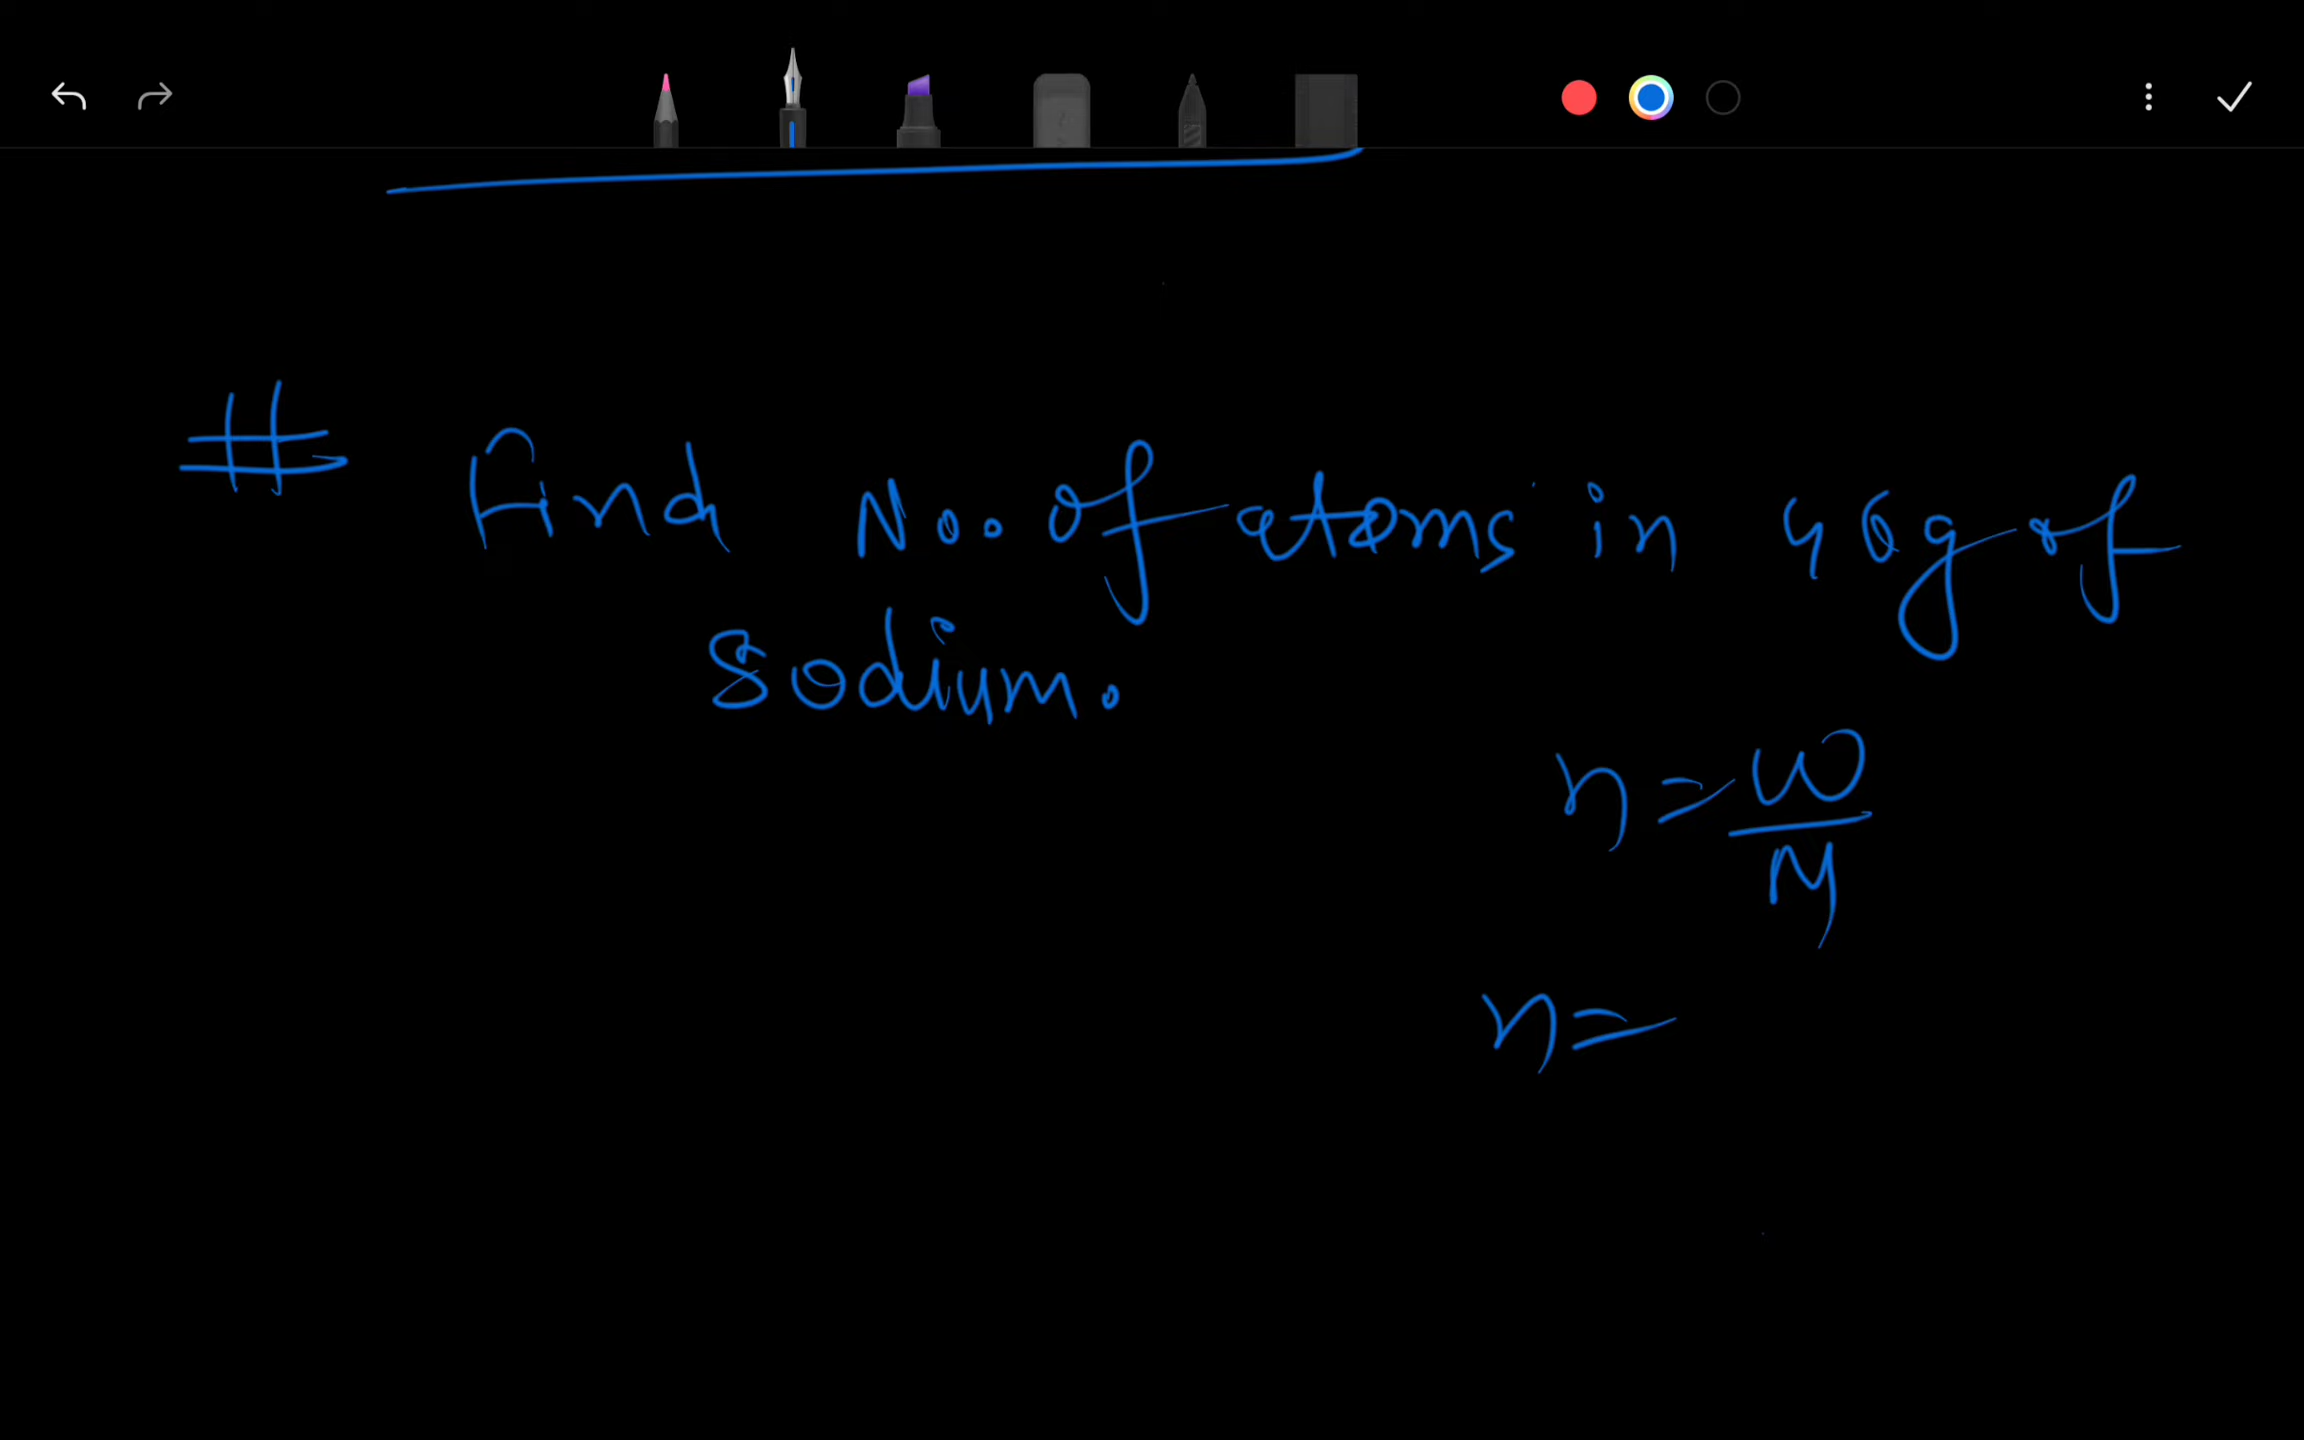 # Find No. of atoms in 46g of
Sodium.
n = w/M
n =